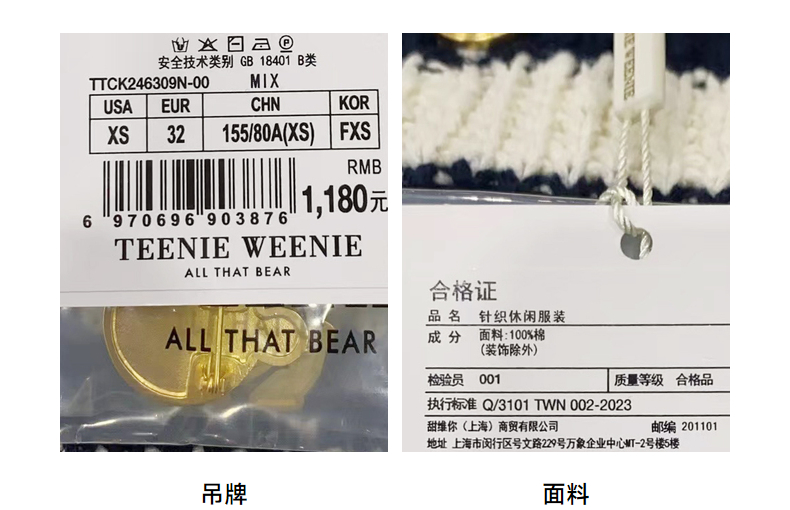 安全技术类别 GB 18401 B类
TTCK246309N-00 MIX
USA EUR CHN KOR
XS 32 155/80A(XS) FXS
RMB
1,180元
6 970696 903876
TEENIE WEENIE
ALL THAT BEAR
ALL THAT BEAR
合格证
品名 针织休闲服装
成分 面料:100%棉
(装饰除外)
检验员 001 质量等级 合格品
执行标准 Q/3101 TWN 002-2023
甜维你（上海）商贸有限公司 邮编 201101
地址 上海市闵行区号文路229号万象企业中心MT-2号楼5楼
吊牌
面料